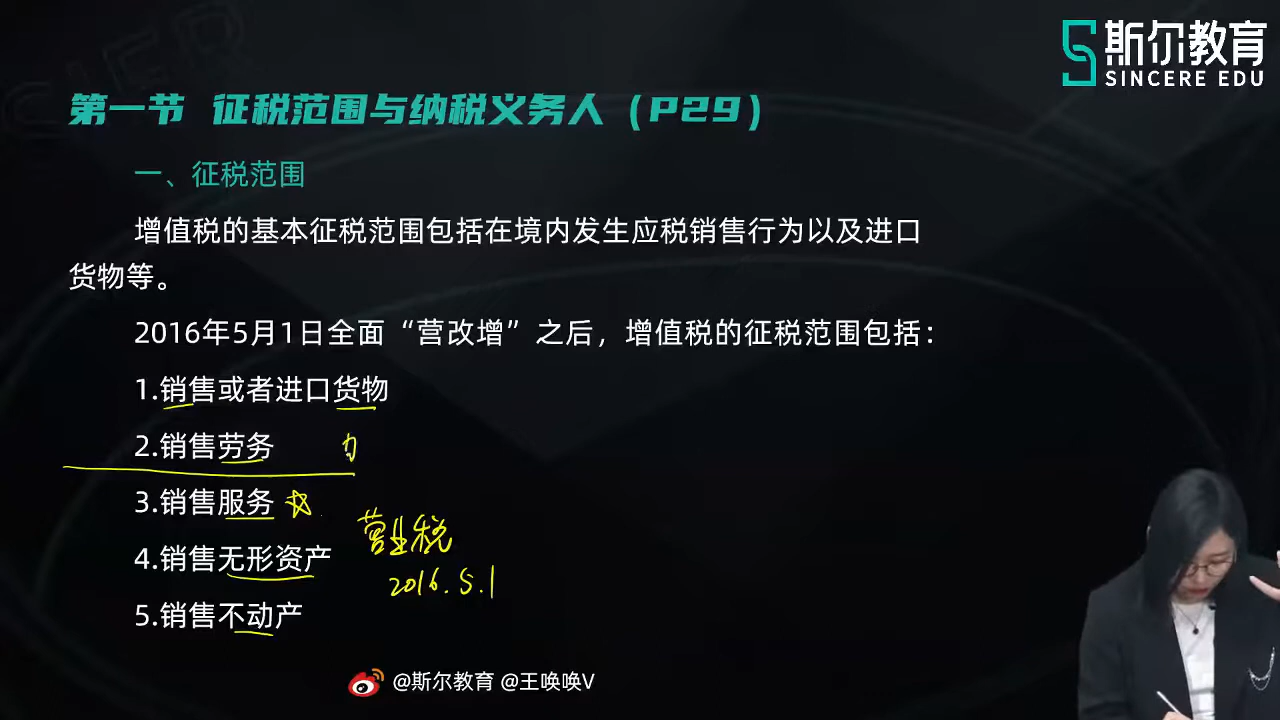 斯尔教育
SINCERE EDU
第一节 征税范围与纳税义务人（P29）
一、征税范围
增值税的基本征税范围包括在境内发生应税销售行为以及进口
货物等。
2016年5月1日全面“营改增”之后，增值税的征税范围包括：
1.销售或者进口货物
2.销售劳务
3.销售服务
营业税
4.销售无形资产
2016.5.1
5.销售不动产
@斯尔教育 @王唤唤V